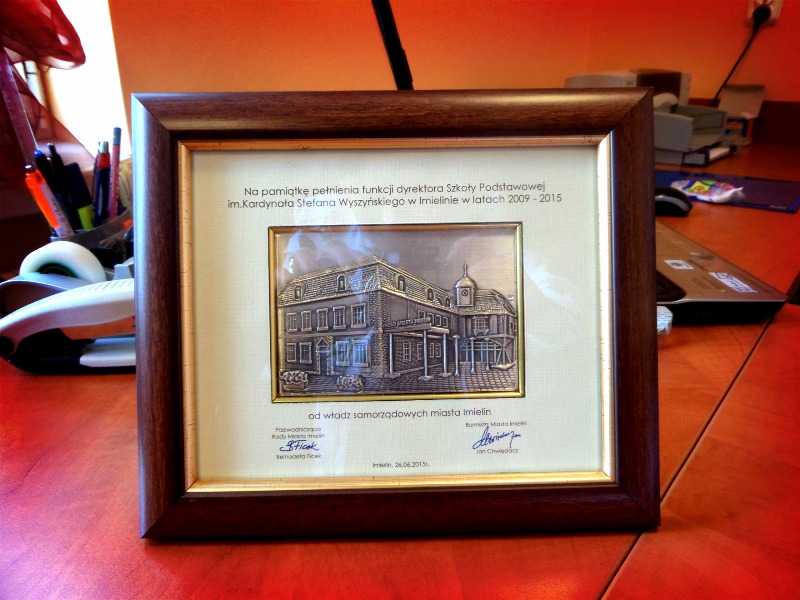 Na pamiątkę pełnienia funkcji dyrektora Szkoły Podstawowej
im.Kardynała Stefana Wyszyńskiego w Imielinie w latach 2009 - 2015
od władz samorządowych miasta Imielin
Przewodnicząca
Rady Miasta Imielin
BFicek
Bernadeta Ficek
Burmistrz Miasta Imielin
Jan Chwiędacz
Imielin, 26.06.2015r.